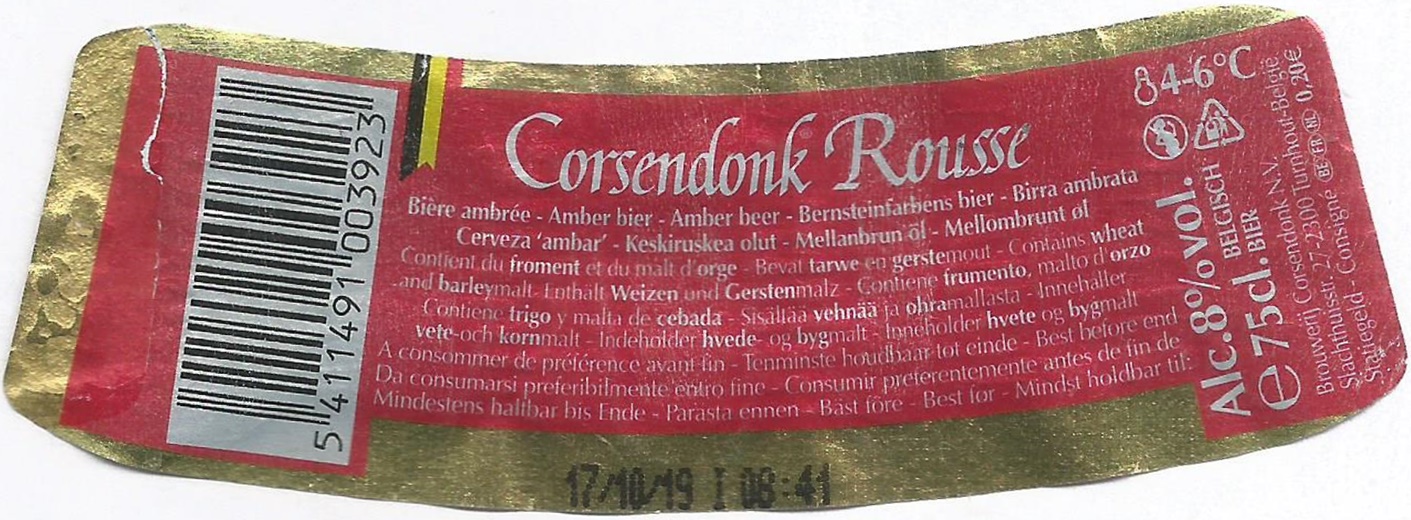 5 411491 003923
Corsendonk Rousse
Bière ambrée - Amber bier - Amber beer - Bernsteinfarbens bier - Birra ambrata
Cerveza 'ambar' - Keskiruskea olut - Mellanbrun öl - Mellombrunt øl
Contient du froment et du malt d'orge - Bevat tarwe en gerstemout - Contains wheat
and barleymalt. Enthält Weizen und Gerstenmalz - Contiene frumento, malto d'orzo
Contiene trigo y malta de cebada - Sisältää vehnää ja ohramallasta - Innehaller
vete-och kornmalt - Indeholder hvede- og bygmalt - Inneholder hvete og bygmalt
A consommer de préférence avant fin - Tenminste houdbaar tot einde - Best before end
Da consumarsi preferibilmente entro fine - Consumir preferentemente antes de fin de
Mindestens haltbar bis Ende - Parasta ennen - Bäst före - Best før - Mindst holdbar til:
17/10/19 I 08:41
4-6°C
Alc.8%vol.
BELGISCH
BIER
e 75cl.
Brouwerij Corsendonk N.V.
Slachthuisstr. 27-2300 Turnhout-België
Statiegeld - Consigne BE-FR-NL 0,20€